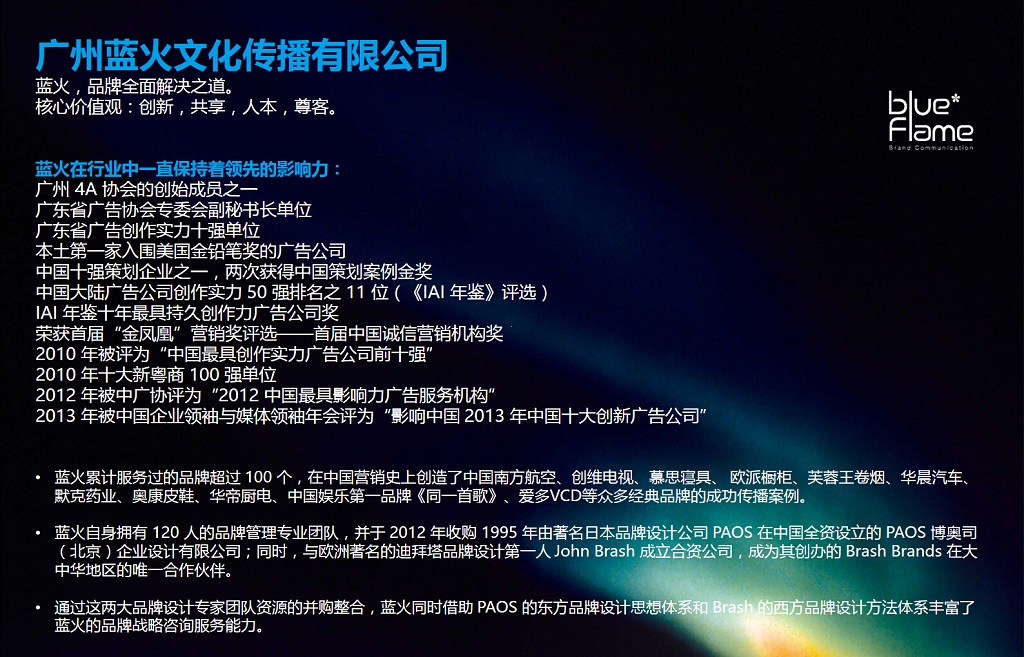 广州蓝火文化传播有限公司
蓝火，品牌全面解决之道。
核心价值观：创新，共享，人本，尊客。
blue*
Flame
Brand Communication
蓝火在行业中一直保持着领先的影响力：
广州 4A 协会的创始成员之一
广东省广告协会专委会副秘书长单位
广东省广告创作实力十强单位
本土第一家入围美国金铅笔奖的广告公司
中国十强策划企业之一，两次获得中国策划案例金奖
中国大陆广告公司创作实力 50 强排名之 11 位（《IAI 年鉴》评选）
IAI 年鉴十年最具持久创作力广告公司奖
荣获首届“金凤凰”营销奖评选——首届中国诚信营销机构奖
2010 年被评为“中国最具创作实力广告公司前十强”
2010 年十大新粤商 100 强单位
2012 年被中广协评为“2012 中国最具影响力广告服务机构“
2013 年被中国企业领袖与媒体领袖年会评为“影响中国 2013 年中国十大创新广告公司”
• 蓝火累计服务过的品牌超过 100 个，在中国营销史上创造了中国南方航空、创维电视、慕思寝具、 欧派橱柜、芙蓉王卷烟、华晨汽车、
默克药业、奥康皮鞋、华帝厨电、中国娱乐第一品牌《同一首歌》、爱多VCD等众多经典品牌的成功传播案例。
• 蓝火自身拥有 120 人的品牌管理专业团队，并于 2012 年收购 1995 年由著名日本品牌设计公司 PAOS 在中国全资设立的 PAOS 博奥司
（北京）企业设计有限公司；同时，与欧洲著名的迪拜塔品牌设计第一人 John Brash 成立合资公司，成为其创办的 Brash Brands 在大
中华地区的唯一合作伙伴。
• 通过这两大品牌设计专家团队资源的并购整合，蓝火同时借助 PAOS 的东方品牌设计思想体系和 Brash 的西方品牌设计方法体系丰富了
蓝火的品牌战略咨询服务能力。